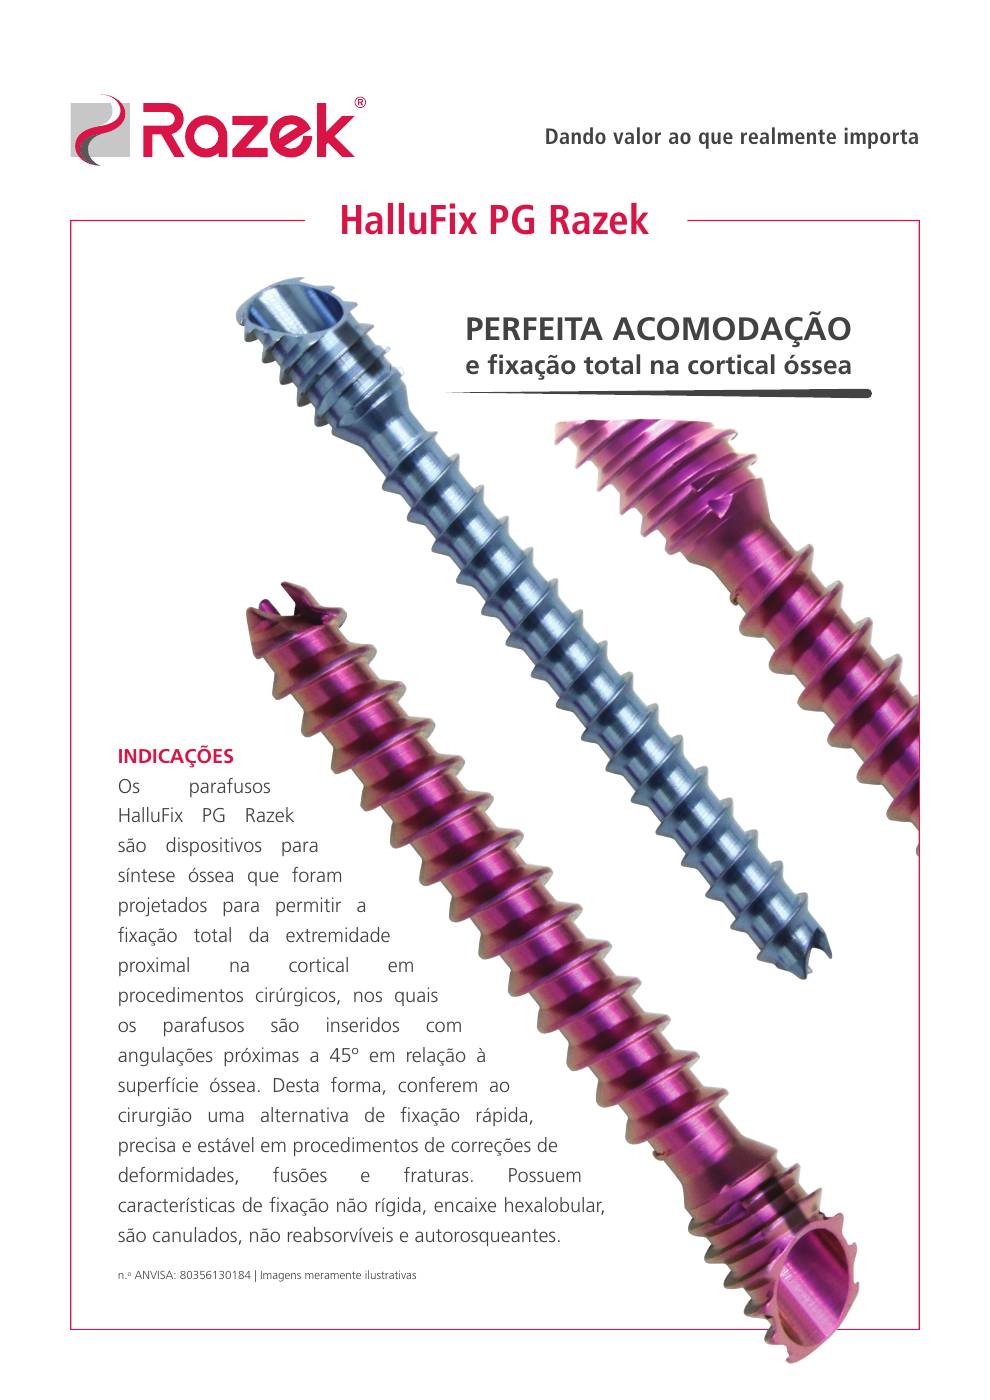 Razek®
Dando valor ao que realmente importa
HalluFix PG Razek
PERFEITA ACOMODAÇÃO
e fixação total na cortical óssea
INDICAÇÕES
Os parafusos
HalluFix PG Razek
são dispositivos para
síntese óssea que foram
projetados para permitir a
fixação total da extremidade
proximal na cortical em
procedimentos cirúrgicos, nos quais
os parafusos são inseridos com
angulações próximas a 45º em relação à
superfície óssea. Desta forma, conferem ao
cirurgião uma alternativa de fixação rápida,
precisa e estável em procedimentos de correções de
deformidades, fusões e fraturas. Possuem
características de fixação não rígida, encaixe hexalobular,
são canulados, não reabsorvíveis e autorosqueantes.
n.º ANVISA: 80356130184 | Imagens meramente ilustrativas